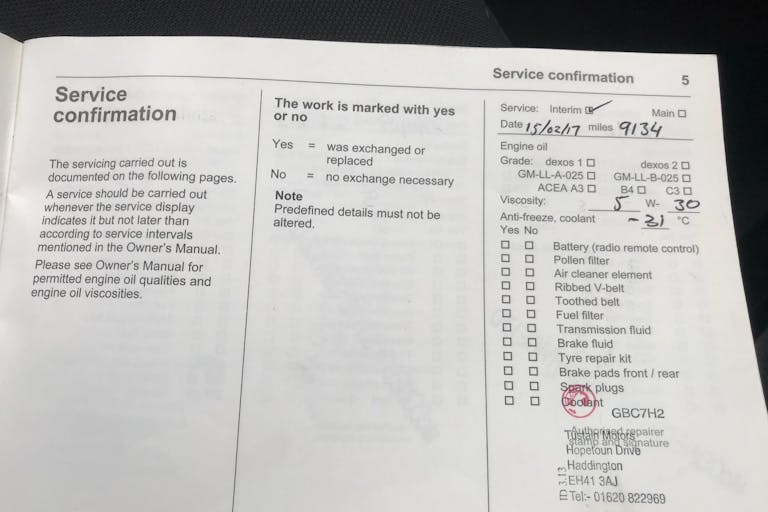 Service confirmation 5
Service
confirmation
The servicing carried out is
documented on the following pages.
A service should be carried out
whenever the service display
indicates it but not later than
according to service intervals
mentioned in the Owner's Manual.
Please see Owner's Manual for
permitted engine oil qualities and
engine oil viscosities.
The work is marked with yes
or no
Yes = was exchanged or
replaced
No = no exchange necessary
Note
Predefined details must not be
altered.
Service: Interim ☑ Main ☐
Date 15/02/17 miles 9134
Engine oil
Grade: dexos 1 ☐ dexos 2 ☐
GM-LL-A-025 ☐ GM-LL-B-025 ☐
ACEA A3 ☐ B4 ☐ C3 ☐
Viscosity: 5 W- 30
Anti-freeze, coolant -31 °C
Yes No
☐ ☐ Battery (radio remote control)
☐ ☐ Pollen filter
☐ ☐ Air cleaner element
☐ ☐ Ribbed V-belt
☐ ☐ Toothed belt
☐ ☐ Fuel filter
☐ ☐ Transmission fluid
☐ ☐ Brake fluid
☐ ☐ Tyre repair kit
☐ ☐ Brake pads front / rear
☐ ☐ Spark plugs
☐ ☐ Coolant
GBC7H2
Authorised repairer
stamp and signature
Tustain Motors
Hopetoun Drive
Haddington
EH41 3AJ
Tel:- 01620 822969